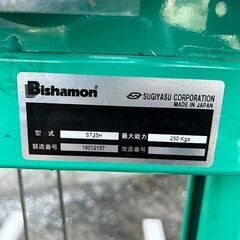 Bishamon
SUGIYASU CORPORATION
MADE IN JAPAN
型式 ST25H 最大能力 250 Kgs
製造番号 19012157 改造番号